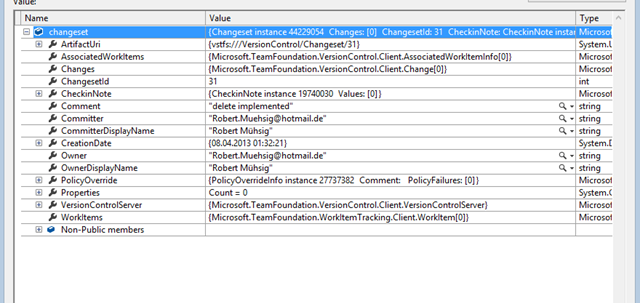 Value:
Name Value Type
changeset {Changeset instance 44229054 Changes: [0] ChangesetId: 31 CheckinNote: CheckinNote instan Microsof
ArtifactUri {vstfs:///VersionControl/Changeset/31} System.U
AssociatedWorkItems {Microsoft.TeamFoundation.VersionControl.Client.AssociatedWorkItemInfo[0]} Microsof
Changes {Microsoft.TeamFoundation.VersionControl.Client.Change[0]} Microsof
ChangesetId 31 int
CheckinNote {CheckinNote instance 19740030 Values: [0]} Microsof
Comment "delete implemented" string
Committer "Robert.Muehsig@hotmail.de" string
CommitterDisplayName "Robert Mühsig" string
CreationDate {08.04.2013 01:32:21} System.D
Owner "Robert.Muehsig@hotmail.de" string
OwnerDisplayName "Robert Mühsig" string
PolicyOverride {PolicyOverrideInfo instance 27737382 Comment: PolicyFailures: [0]} Microsof
Properties Count = 0 System.C
VersionControlServer {Microsoft.TeamFoundation.VersionControl.Client.VersionControlServer} Microsof
WorkItems {Microsoft.TeamFoundation.WorkItemTracking.Client.WorkItem[0]} Microsof
Non-Public members